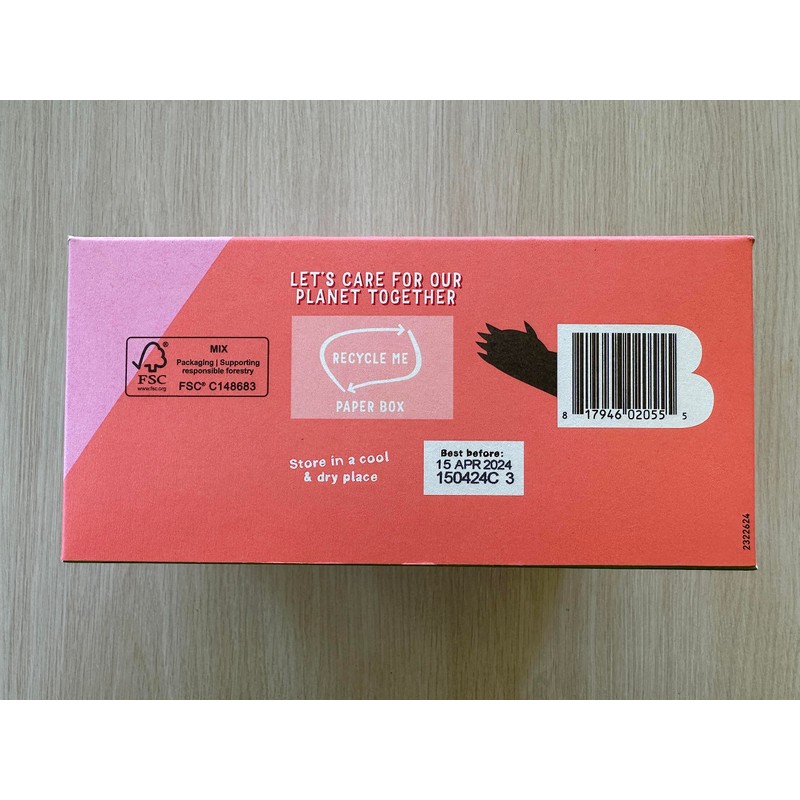 LET'S CARE FOR OUR
PLANET TOGETHER
RECYCLE ME
PAPER BOX
®
FSC
www.fsc.org
MIX
Packaging | Supporting
responsible forestry
FSC® C148683
8 17946 02055 5
Store in a cool
& dry place
Best before:
15 APR 2024
150424C 3
2322624